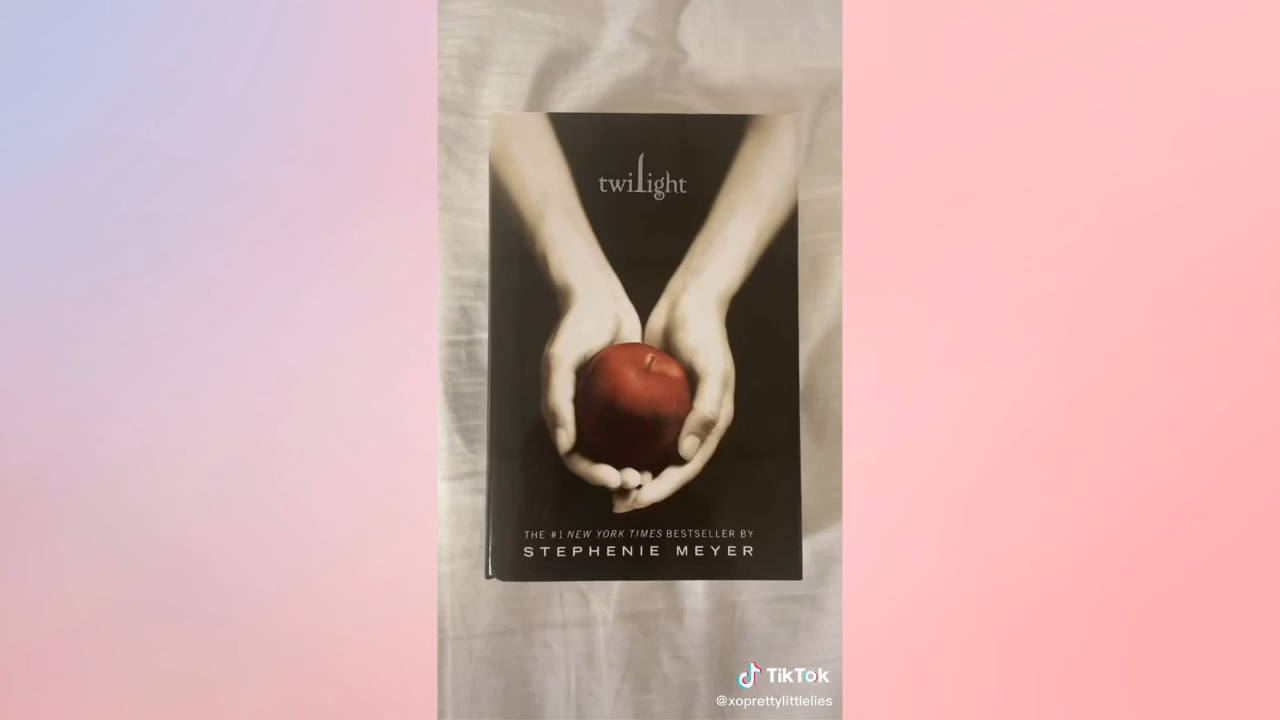 twilight
THE #1 NEW YORK TIMES BESTSELLER BY
STEPHENIE MEYER
TikTok
@xoprettylittlelies